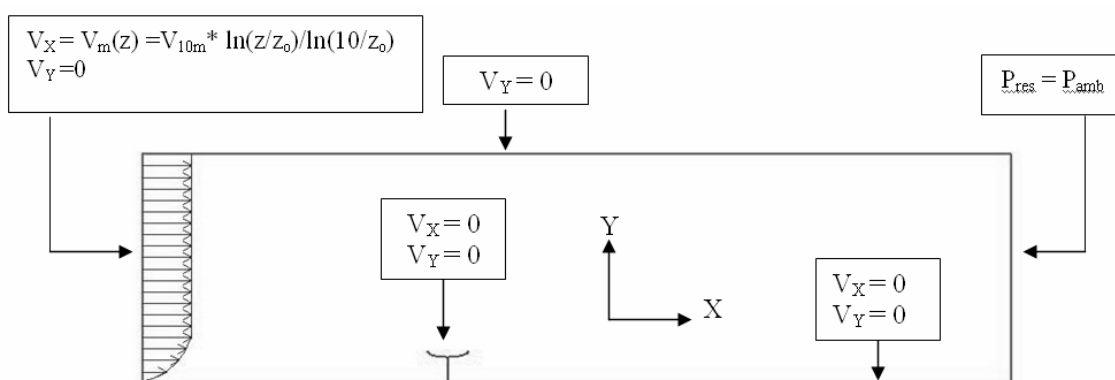 V_X = V_m(z) =V_10m* ln(z/z_o)/ln(10/z_o)
V_Y=0
V_Y = 0
P_res = P_amb
V_X = 0
V_Y = 0
Y
X
V_X = 0
V_Y = 0